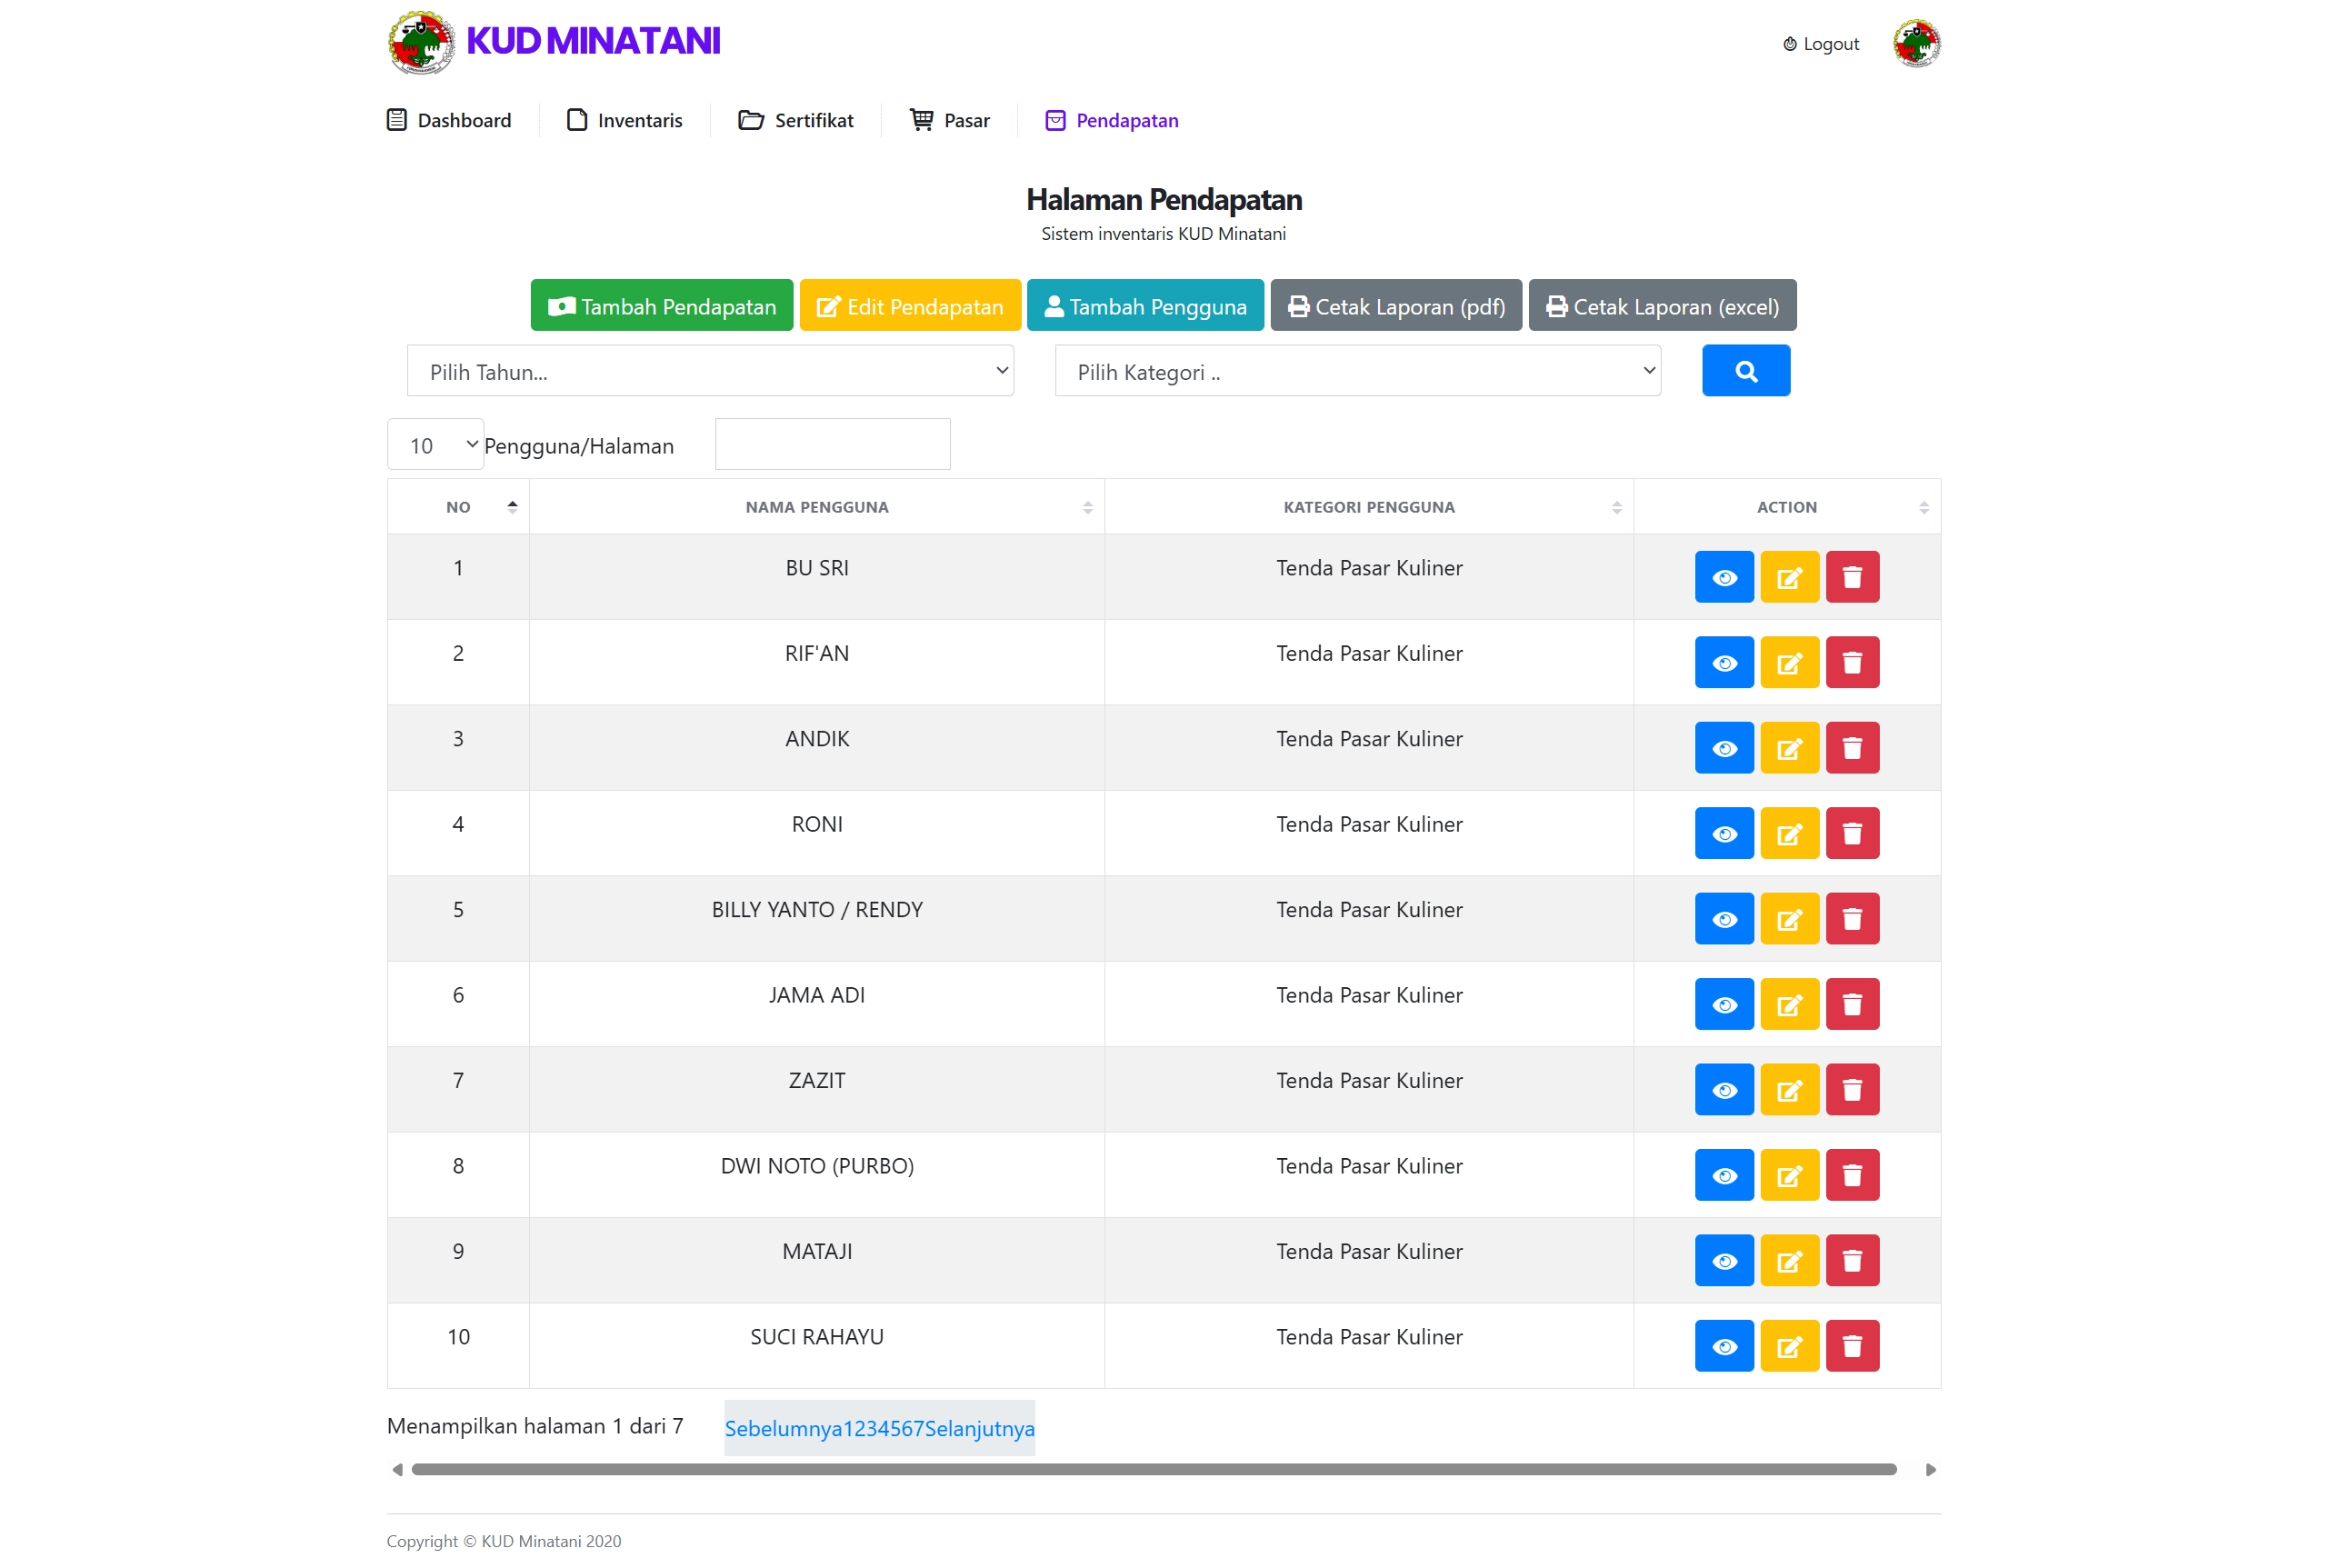 KUD MINATANI
Logout
Dashboard
Inventaris
Sertifikat
Pasar
Pendapatan
Halaman Pendapatan
Sistem inventaris KUD Minatani
Tambah Pendapatan
Edit Pendapatan
Tambah Pengguna
Cetak Laporan (pdf)
Cetak Laporan (excel)
Pilih Tahun...
Pilih Kategori ..
10 Pengguna/Halaman
NO NAMA PENGGUNA KATEGORI PENGGUNA ACTION
1 BU SRI Tenda Pasar Kuliner
2 RIF'AN Tenda Pasar Kuliner
3 ANDIK Tenda Pasar Kuliner
4 RONI Tenda Pasar Kuliner
5 BILLY YANTO / RENDY Tenda Pasar Kuliner
6 JAMA ADI Tenda Pasar Kuliner
7 ZAZIT Tenda Pasar Kuliner
8 DWI NOTO (PURBO) Tenda Pasar Kuliner
9 MATAJI Tenda Pasar Kuliner
10 SUCI RAHAYU Tenda Pasar Kuliner
Menampilkan halaman 1 dari 7
Sebelumnya1234567Selanjutnya
Copyright © KUD Minatani 2020